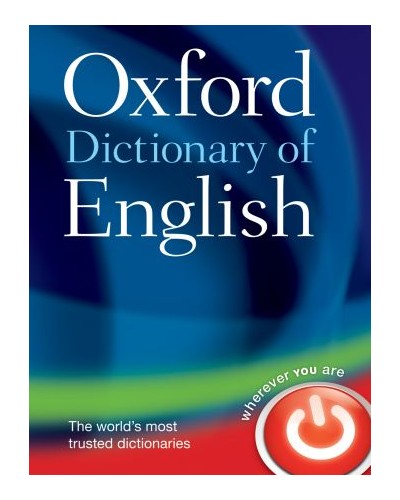 Oxford
Dictionary of
English
wherever YOU are
The world's most
trusted dictionaries